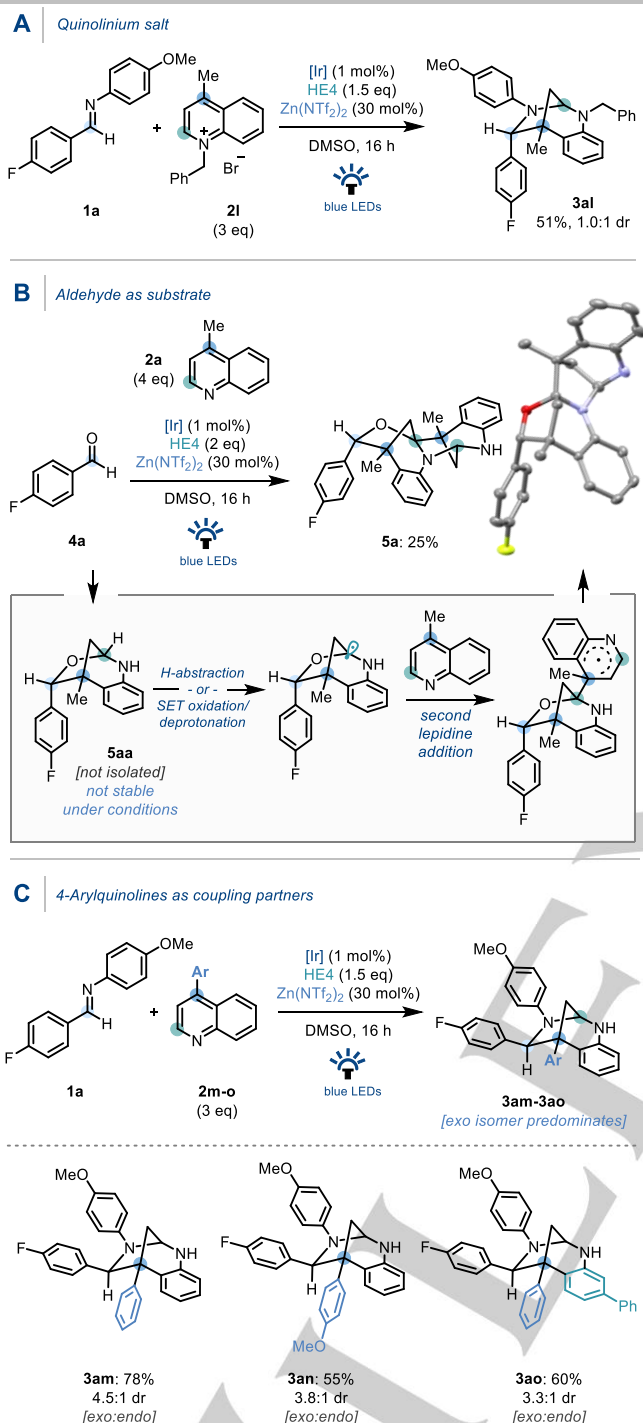 A
Quinolinium salt
OMe
N
H
F
1a
+
Me
N
+
Ph
Br−
2l
(3 eq)
[Ir] (1 mol%)
HE4 (1.5 eq)
Zn(NTf2)2 (30 mol%)
DMSO, 16 h
blue LEDs
MeO
N
N
Ph
H
Me
F
3al
51%, 1.0:1 dr
B
Aldehyde as substrate
Me
2a
(4 eq)
N
[Ir] (1 mol%)
HE4 (2 eq)
Zn(NTf2)2 (30 mol%)
DMSO, 16 h
blue LEDs
O
H
F
4a
H
O
Me
N
NH
Me
F
5a: 25%
H
O
NH
H
Me
F
5aa
[not isolated]
not stable
under conditions
H-abstraction
- or -
SET oxidation/
deprotonation
O
NH
H
Me
F
Me
N
second
lepidine
addition
N
Me
O
NH
H
Me
F
C
4-Arylquinolines as coupling partners
OMe
N
H
F
1a
+
Ar
N
2m-o
(3 eq)
[Ir] (1 mol%)
HE4 (1.5 eq)
Zn(NTf2)2 (30 mol%)
DMSO, 16 h
blue LEDs
MeO
N
NH
F
H
Ar
3am-3ao
[exo isomer predominates]
MeO
N
NH
F
H
3am: 78%
4.5:1 dr
[exo:endo]
MeO
N
NH
F
H
MeO
3an: 55%
3.8:1 dr
[exo:endo]
MeO
N
NH
F
H
Ph
3ao: 60%
3.3:1 dr
[exo:endo]